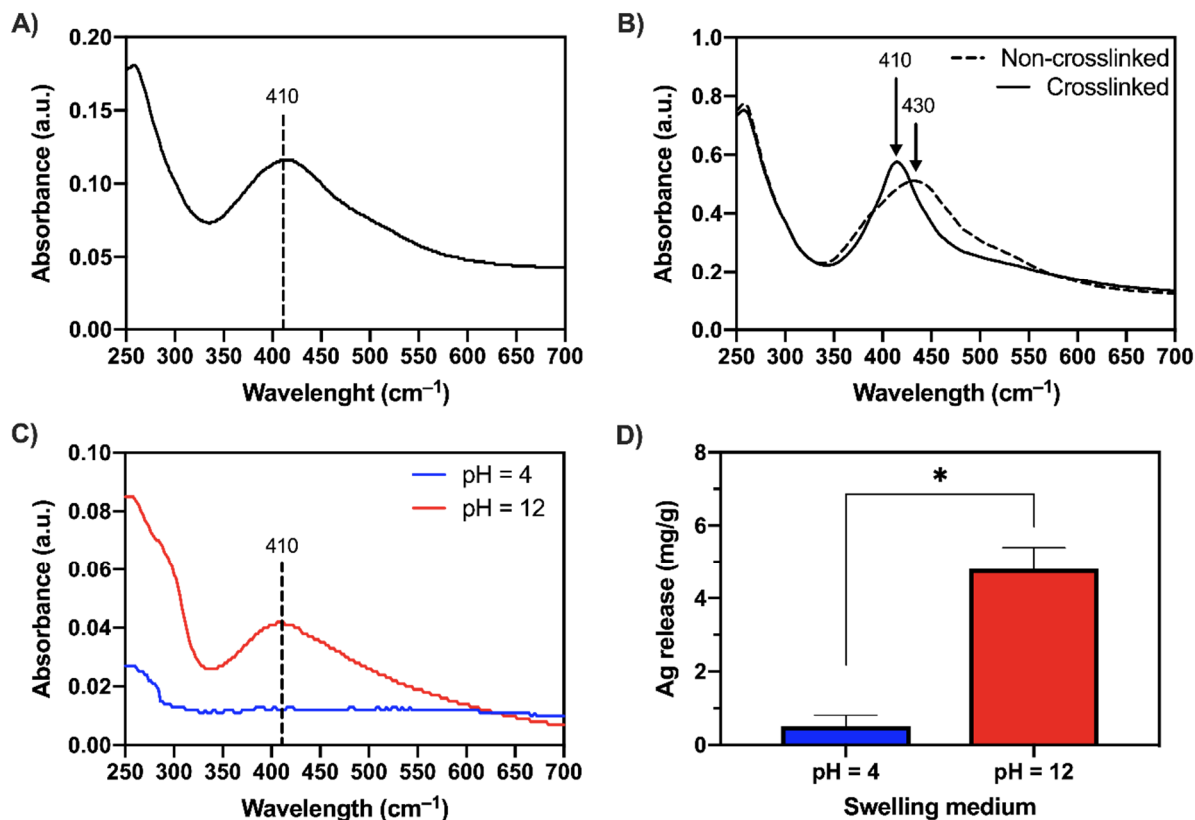 A)
0.20
0.15
0.10
0.05
0.00
Absorbance (a.u.)
410
250 300 350 400 450 500 550 600 650 700
Wavelenght (cm⁻¹)
B)
1.0
0.8
0.6
0.4
0.2
0.0
Absorbance (a.u.)
410
430
Non-crosslinked
Crosslinked
250 300 350 400 450 500 550 600 650 700
Wavelength (cm⁻¹)
C)
0.10
0.08
0.06
0.04
0.02
0.00
Absorbance (a.u.)
pH = 4
pH = 12
410
250 300 350 400 450 500 550 600 650 700
Wavelength (cm⁻¹)
D)
8
6
4
2
0
Ag release (mg/g)
*
pH = 4 pH = 12
Swelling medium